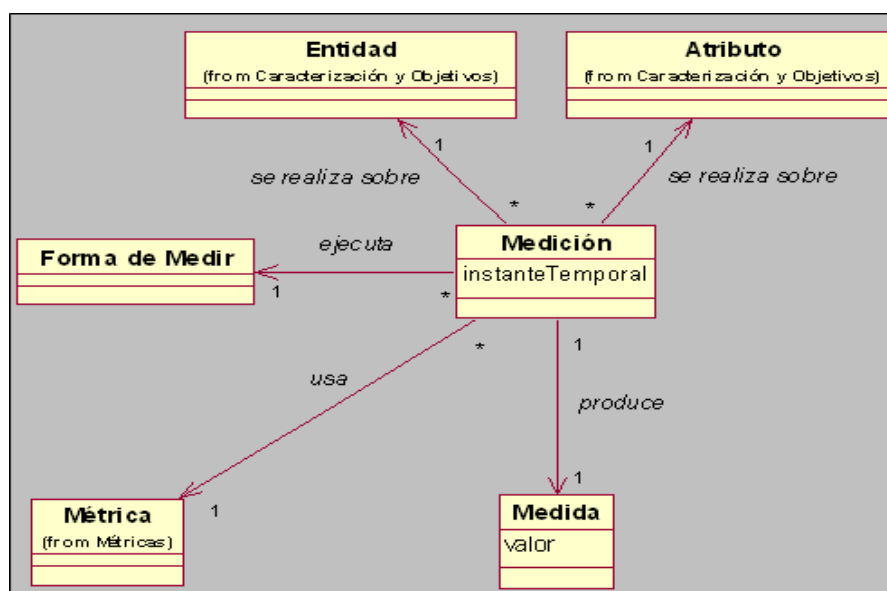 Entidad
(from Caracterización y Objetivos)
Atributo
(from Caracterización y Objetivos)
1
1
se realiza sobre
se realiza sobre
*
*
Medición
instanteTemporal
Forma de Medir
ejecuta
1
*
*
1
usa
produce
1
1
Métrica
(from Métricas)
Medida
valor